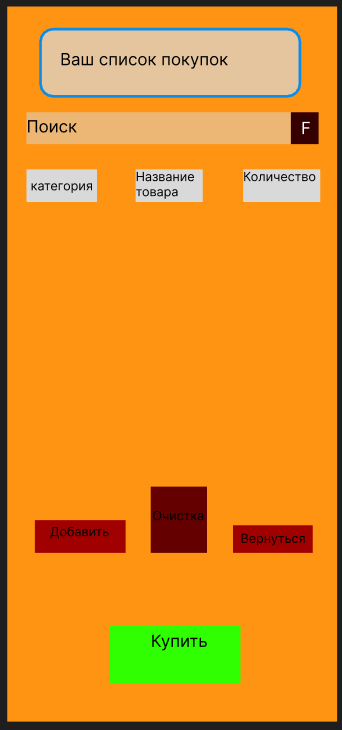 Ваш список покупок
Поиск F
категория
Название
товара
Количество
Добавить
Очистка
Вернуться
Купить